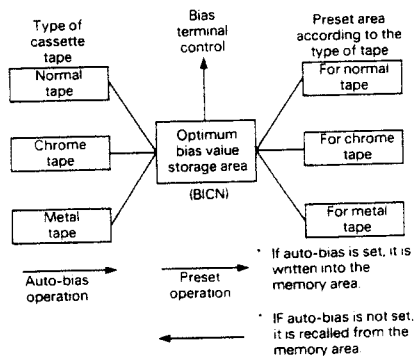 Type of
cassette
tape
Bias
terminal
control
Preset area
according to the
type of tape
Normal
tape
Chrome
tape
Metal
tape
Optimum
bias value
storage area
(BICN)
For normal
tape
For chrome
tape
For metal
tape
Auto-bias
operation
Preset
operation
* If auto-bias is set, it is
written into the
memory area.
* IF auto-bias is not set,
it is recalled from the
memory area.